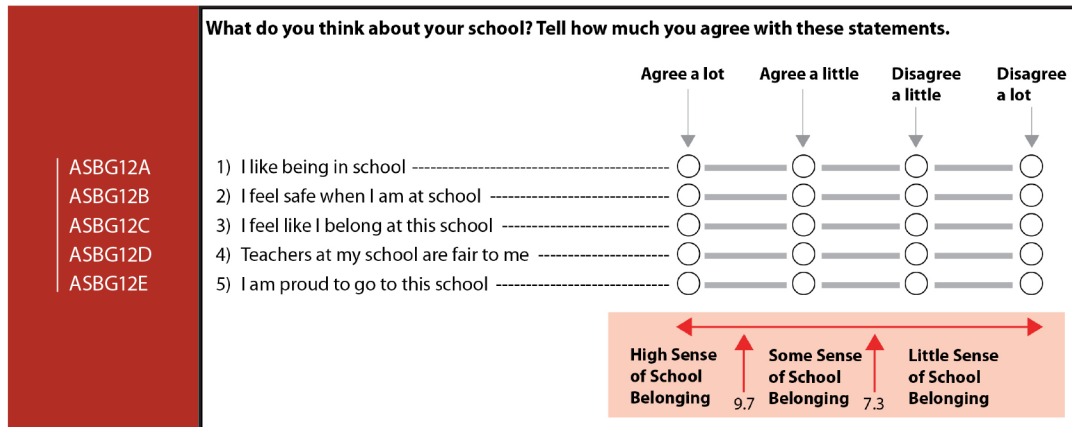 What do you think about your school? Tell how much you agree with these statements.
Agree a lot Agree a little Disagree a little Disagree a lot
ASBG12A 1) I like being in school
ASBG12B 2) I feel safe when I am at school
ASBG12C 3) I feel like I belong at this school
ASBG12D 4) Teachers at my school are fair to me
ASBG12E 5) I am proud to go to this school
High Sense of School Belonging 9.7 Some Sense of School Belonging 7.3 Little Sense of School Belonging